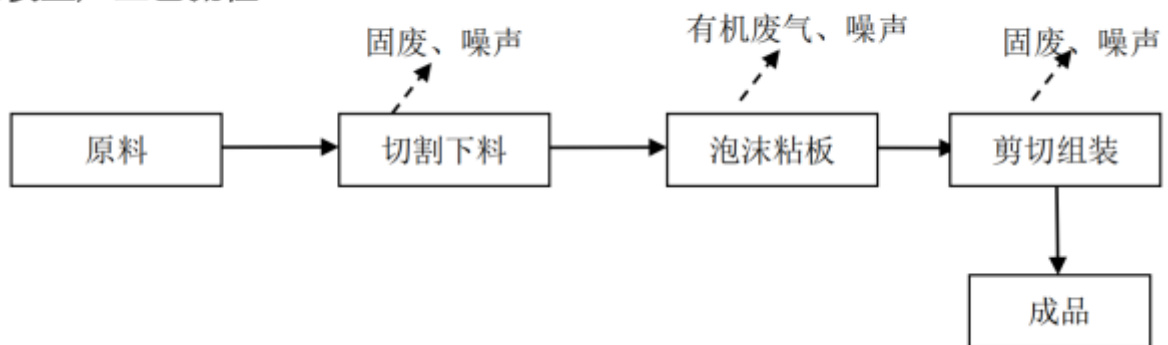 固废、噪声
有机废气、噪声
固废、噪声
原料
切割下料
泡沫粘板
剪切组装
成品